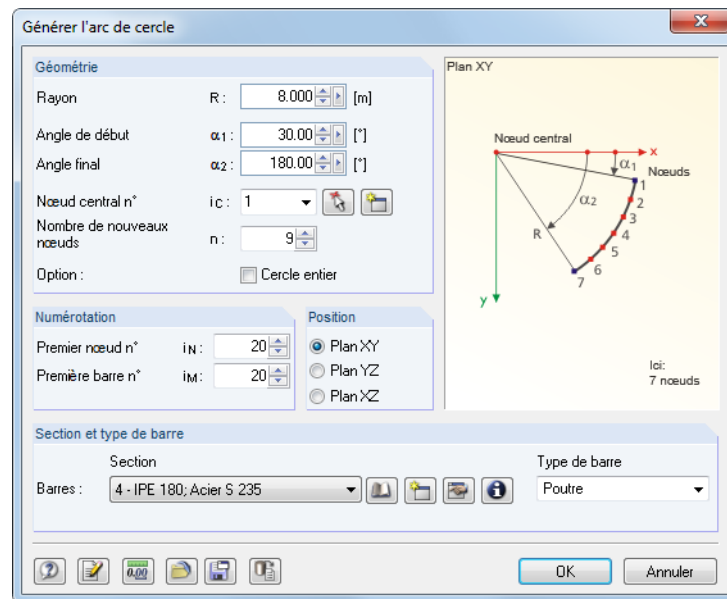 Générer l'arc de cercle
Géométrie
Rayon R : 8.000 [m]
Angle de début α1 : 30.00 [°]
Angle final α2 : 180.00 [°]
Nœud central n° iC : 1
Nombre de nouveaux
nœuds n : 9
Option : Cercle entier
Plan XY
Nœud central
x
α1
Nœuds
α2
1
2
3
R
4
5
6
7
y
Ici:
7 nœuds
Numérotation
Premier nœud n° iN : 20
Première barre n° iM : 20
Position
Plan XY
Plan YZ
Plan XZ
Section et type de barre
Section Type de barre
Barres : 4 - IPE 180; Acier S 235 Poutre
0.00
OK Annuler